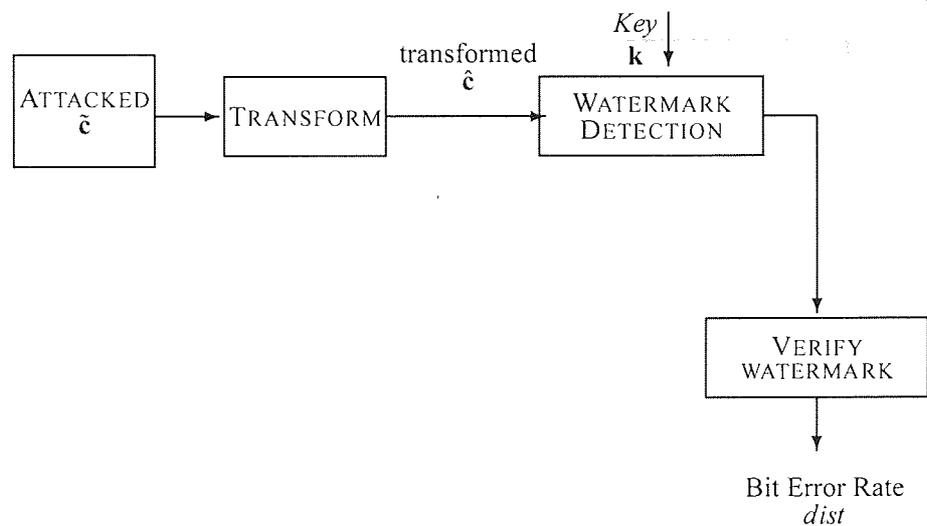 Key
k
transformed
ĉ
ATTACKED
c̃
TRANSFORM
WATERMARK
DETECTION
VERIFY
WATERMARK
Bit Error Rate
dist